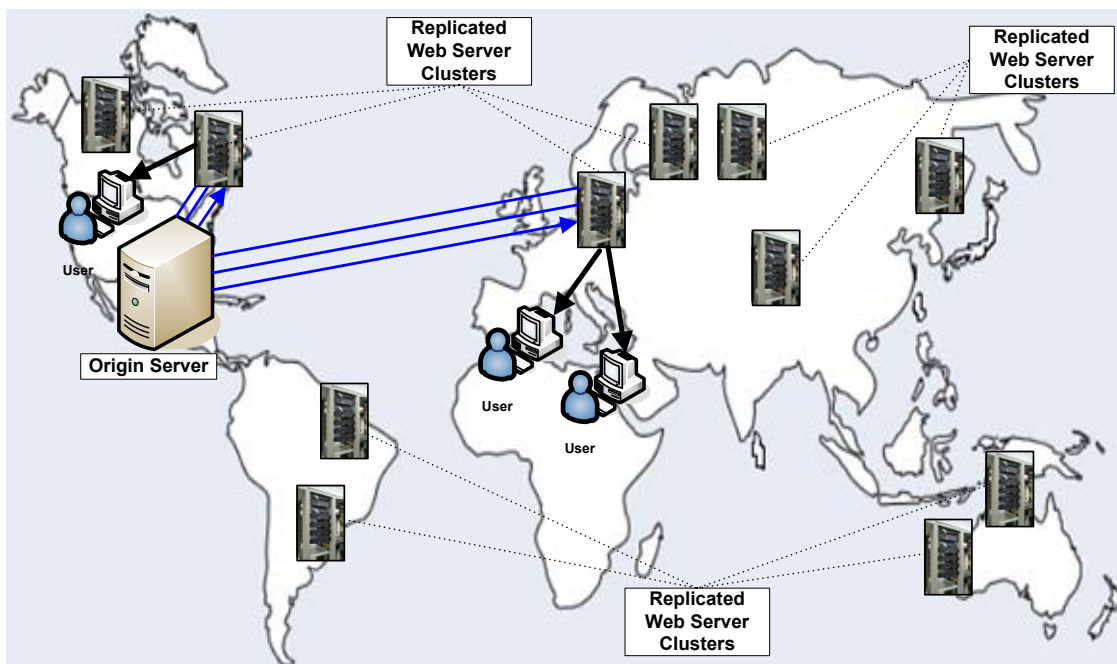 Replicated
Web Server
Clusters
Replicated
Web Server
Clusters
User
Origin Server
User
User
Replicated
Web Server
Clusters